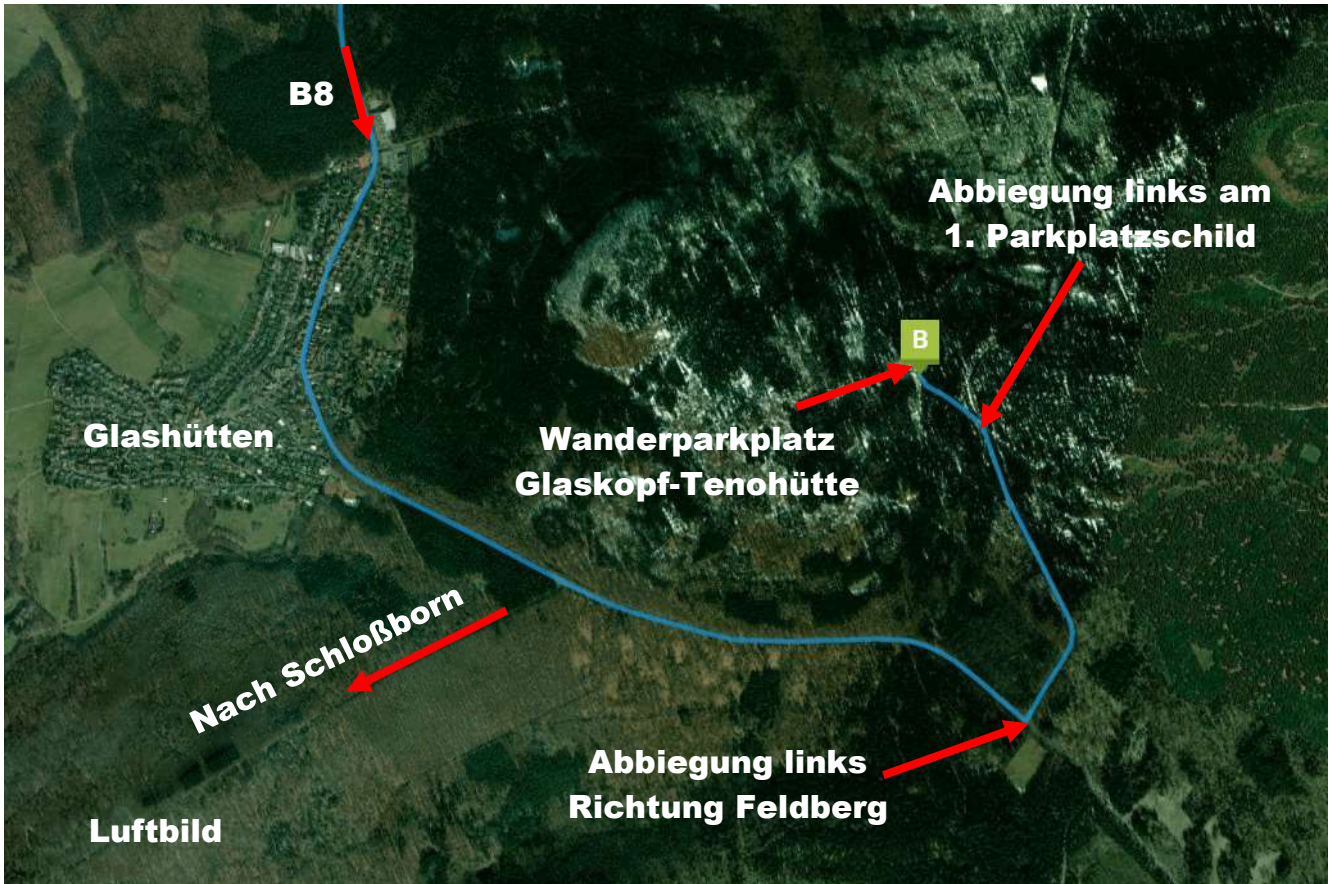 B8
Abbiegung links am
1. Parkplatzschild
B
Glashütten
Wanderparkplatz
Glaskopf-Tenohütte
Nach Schloßborn
Abbiegung links
Richtung Feldberg
Luftbild